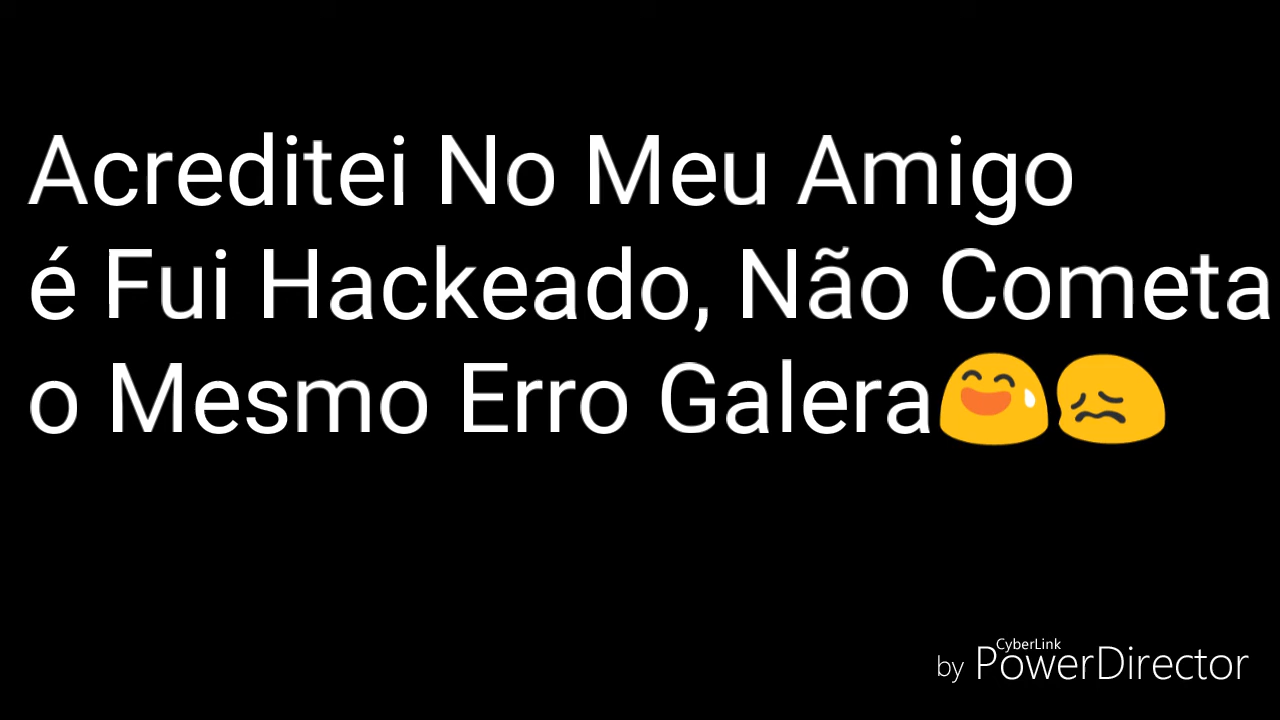 Acreditei No Meu Amigo
é Fui Hackeado, Não Cometa
o Mesmo Erro Galera😅😖
CyberLink
by PowerDirector